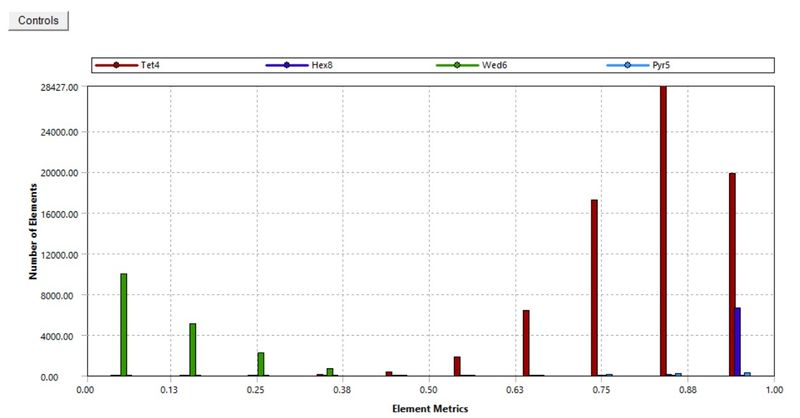 Controls
Tet4 Hex8 Wed6 Pyr5
28427.00
24000.00
20000.00
16000.00
12000.00
8000.00
4000.00
0.00
Number of Elements
0.00 0.13 0.25 0.38 0.50 0.63 0.75 0.88 1.00
Element Metrics